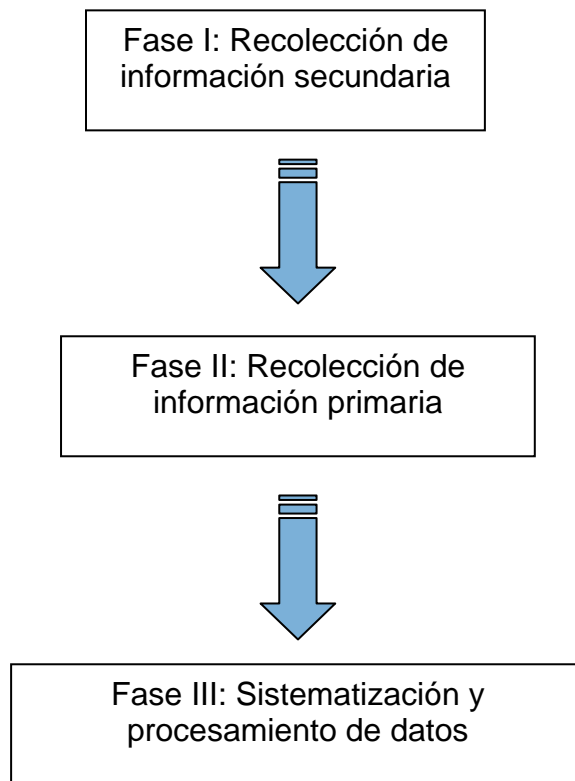 Fase I: Recolección de
información secundaria
Fase II: Recolección de
información primaria
Fase III: Sistematización y
procesamiento de datos